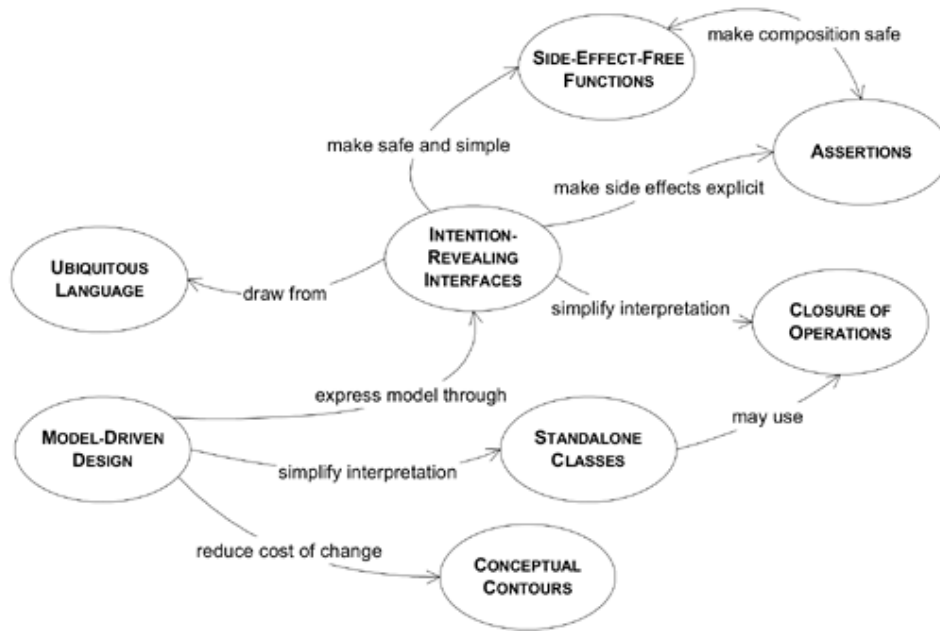 make composition safe
SIDE-EFFECT-FREE
FUNCTIONS
make safe and simple
ASSERTIONS
make side effects explicit
INTENTION-
REVEALING
INTERFACES
UBIQUITOUS
LANGUAGE
draw from
simplify interpretation
CLOSURE OF
OPERATIONS
express model through
may use
MODEL-DRIVEN
DESIGN
simplify interpretation
STANDALONE
CLASSES
reduce cost of change
CONCEPTUAL
CONTOURS